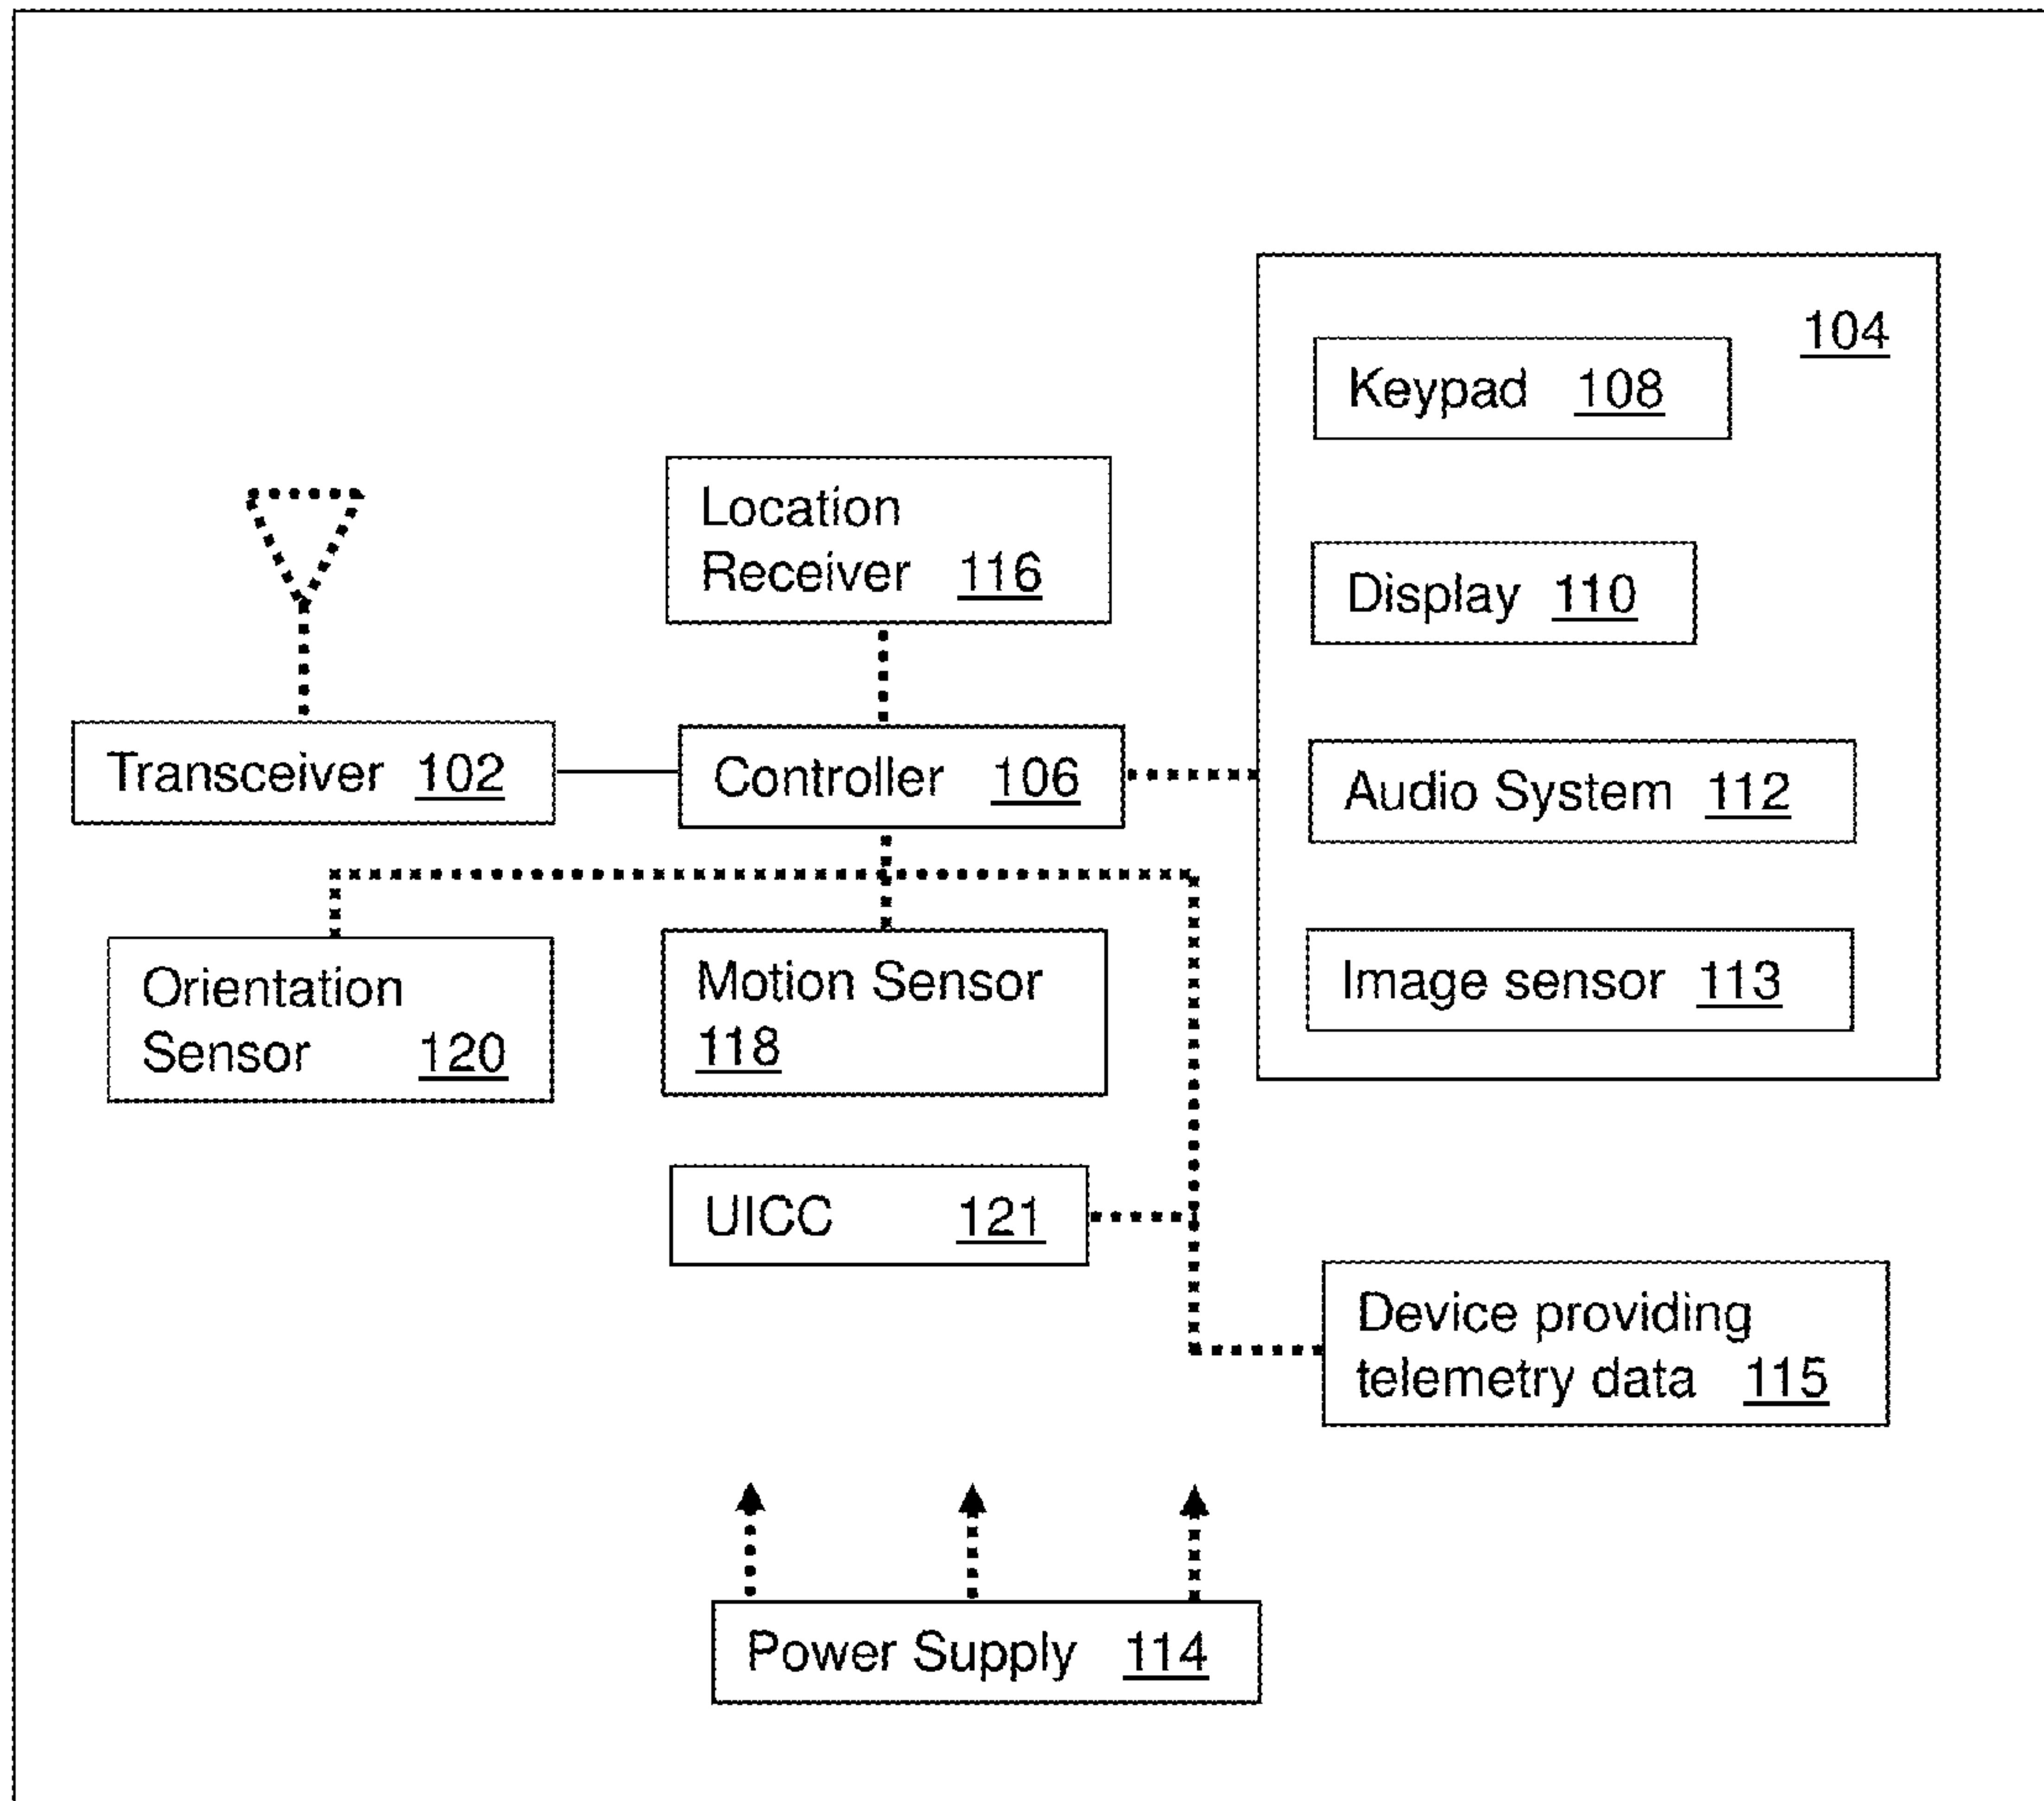 104
Keypad 108
Location
Receiver 116
Display 110
Transceiver 102
Controller 106
Audio System 112
Orientation
Sensor 120
Motion Sensor
118
Image sensor 113
UICC 121
Device providing
telemetry data 115
Power Supply 114